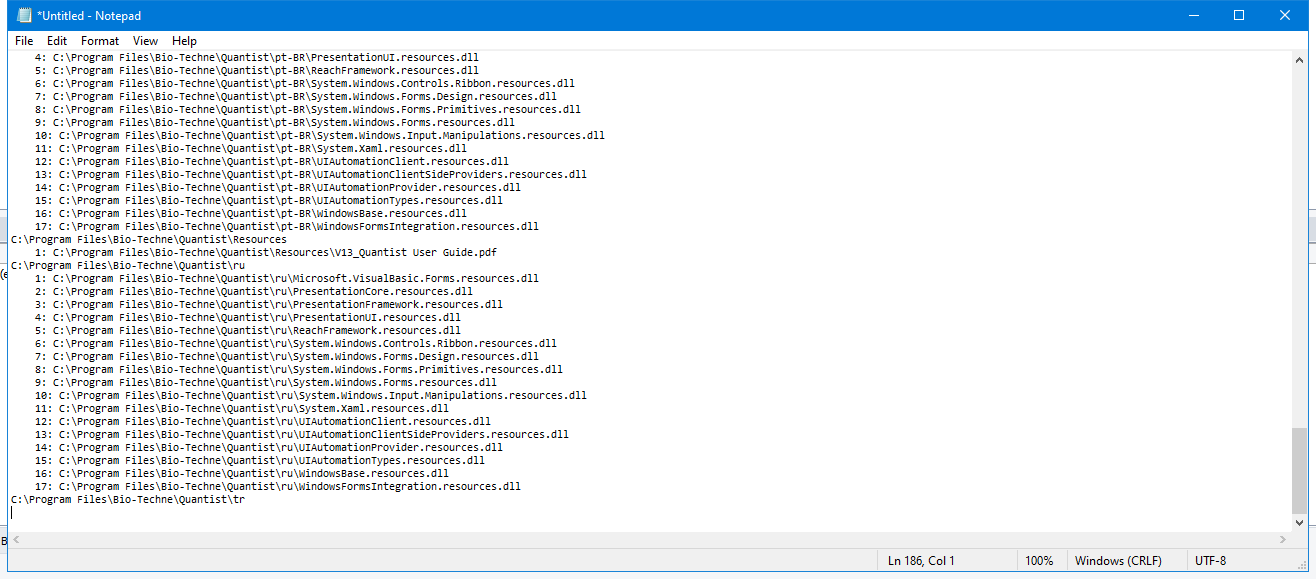 *Untitled - Notepad
File Edit Format View Help
4: C:\Program Files\Bio-Techne\Quantist\pt-BR\PresentationUI.resources.dll
5: C:\Program Files\Bio-Techne\Quantist\pt-BR\ReachFramework.resources.dll
6: C:\Program Files\Bio-Techne\Quantist\pt-BR\System.Windows.Controls.Ribbon.resources.dll
7: C:\Program Files\Bio-Techne\Quantist\pt-BR\System.Windows.Forms.Design.resources.dll
8: C:\Program Files\Bio-Techne\Quantist\pt-BR\System.Windows.Forms.Primitives.resources.dll
9: C:\Program Files\Bio-Techne\Quantist\pt-BR\System.Windows.Forms.resources.dll
10: C:\Program Files\Bio-Techne\Quantist\pt-BR\System.Windows.Input.Manipulations.resources.dll
11: C:\Program Files\Bio-Techne\Quantist\pt-BR\System.Xaml.resources.dll
12: C:\Program Files\Bio-Techne\Quantist\pt-BR\UIAutomationClient.resources.dll
13: C:\Program Files\Bio-Techne\Quantist\pt-BR\UIAutomationClientSideProviders.resources.dll
14: C:\Program Files\Bio-Techne\Quantist\pt-BR\UIAutomationProvider.resources.dll
15: C:\Program Files\Bio-Techne\Quantist\pt-BR\UIAutomationTypes.resources.dll
16: C:\Program Files\Bio-Techne\Quantist\pt-BR\WindowsBase.resources.dll
17: C:\Program Files\Bio-Techne\Quantist\pt-BR\WindowsFormsIntegration.resources.dll
C:\Program Files\Bio-Techne\Quantist\Resources
1: C:\Program Files\Bio-Techne\Quantist\Resources\V13_Quantist User Guide.pdf
C:\Program Files\Bio-Techne\Quantist\ru
1: C:\Program Files\Bio-Techne\Quantist\ru\Microsoft.VisualBasic.Forms.resources.dll
2: C:\Program Files\Bio-Techne\Quantist\ru\PresentationCore.resources.dll
3: C:\Program Files\Bio-Techne\Quantist\ru\PresentationFramework.resources.dll
4: C:\Program Files\Bio-Techne\Quantist\ru\PresentationUI.resources.dll
5: C:\Program Files\Bio-Techne\Quantist\ru\ReachFramework.resources.dll
6: C:\Program Files\Bio-Techne\Quantist\ru\System.Windows.Controls.Ribbon.resources.dll
7: C:\Program Files\Bio-Techne\Quantist\ru\System.Windows.Forms.Design.resources.dll
8: C:\Program Files\Bio-Techne\Quantist\ru\System.Windows.Forms.Primitives.resources.dll
9: C:\Program Files\Bio-Techne\Quantist\ru\System.Windows.Forms.resources.dll
10: C:\Program Files\Bio-Techne\Quantist\ru\System.Windows.Input.Manipulations.resources.dll
11: C:\Program Files\Bio-Techne\Quantist\ru\System.Xaml.resources.dll
12: C:\Program Files\Bio-Techne\Quantist\ru\UIAutomationClient.resources.dll
13: C:\Program Files\Bio-Techne\Quantist\ru\UIAutomationClientSideProviders.resources.dll
14: C:\Program Files\Bio-Techne\Quantist\ru\UIAutomationProvider.resources.dll
15: C:\Program Files\Bio-Techne\Quantist\ru\UIAutomationTypes.resources.dll
16: C:\Program Files\Bio-Techne\Quantist\ru\WindowsBase.resources.dll
17: C:\Program Files\Bio-Techne\Quantist\ru\WindowsFormsIntegration.resources.dll
C:\Program Files\Bio-Techne\Quantist\tr
Ln 186, Col 1 100% Windows (CRLF) UTF-8